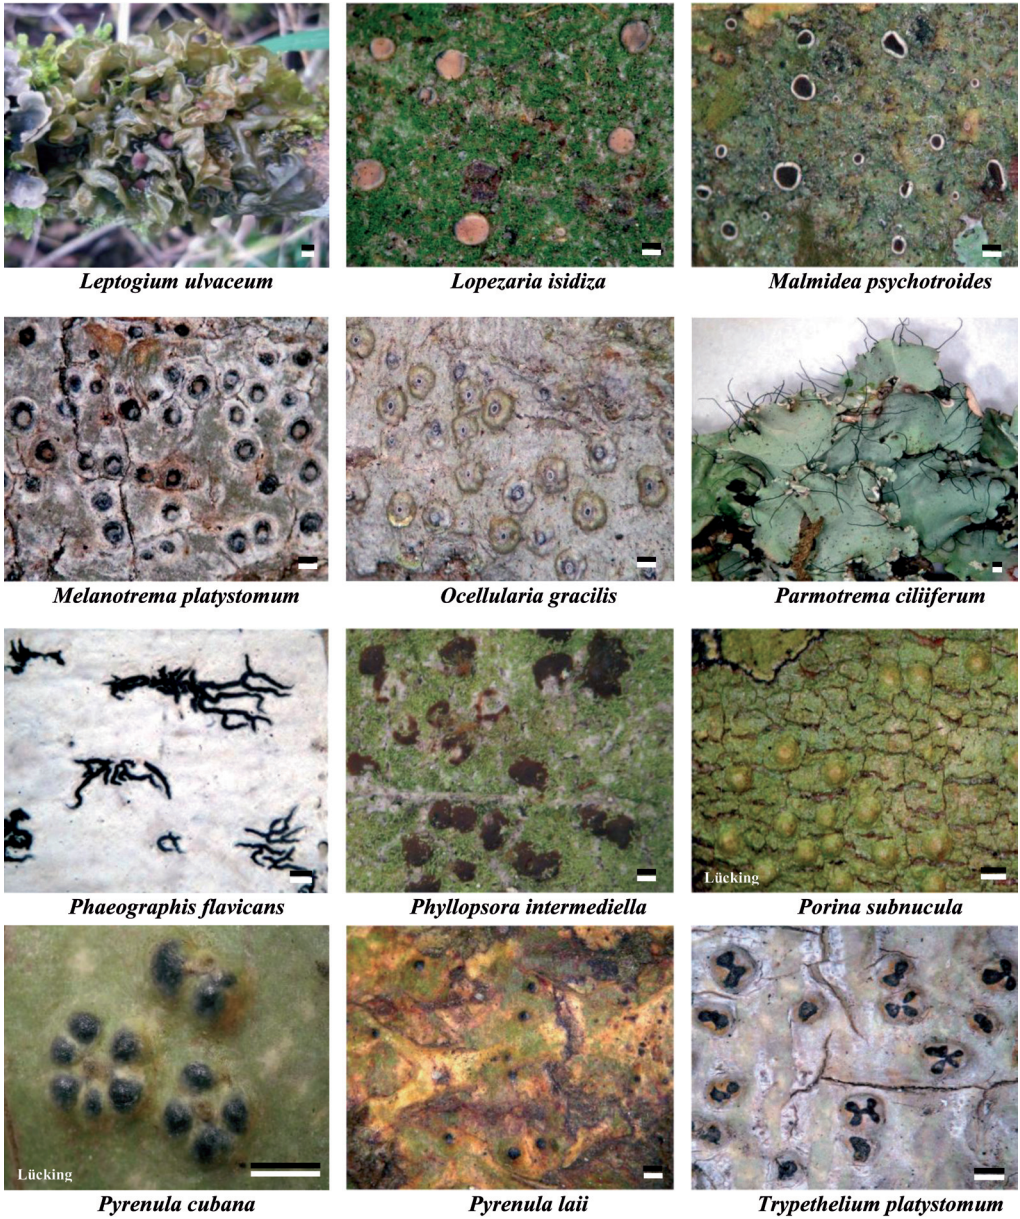 Leptogium ulvaceum
Lopezaria isidiza
Malmidea psychotroides
Melanotrema platystomum
Ocellularia gracilis
Parmotrema ciliiferum
Lücking
Phaeographis flavicans
Phyllopsora intermediella
Porina subnucula
Lücking
Pyrenula cubana
Pyrenula laii
Trypethelium platystomum